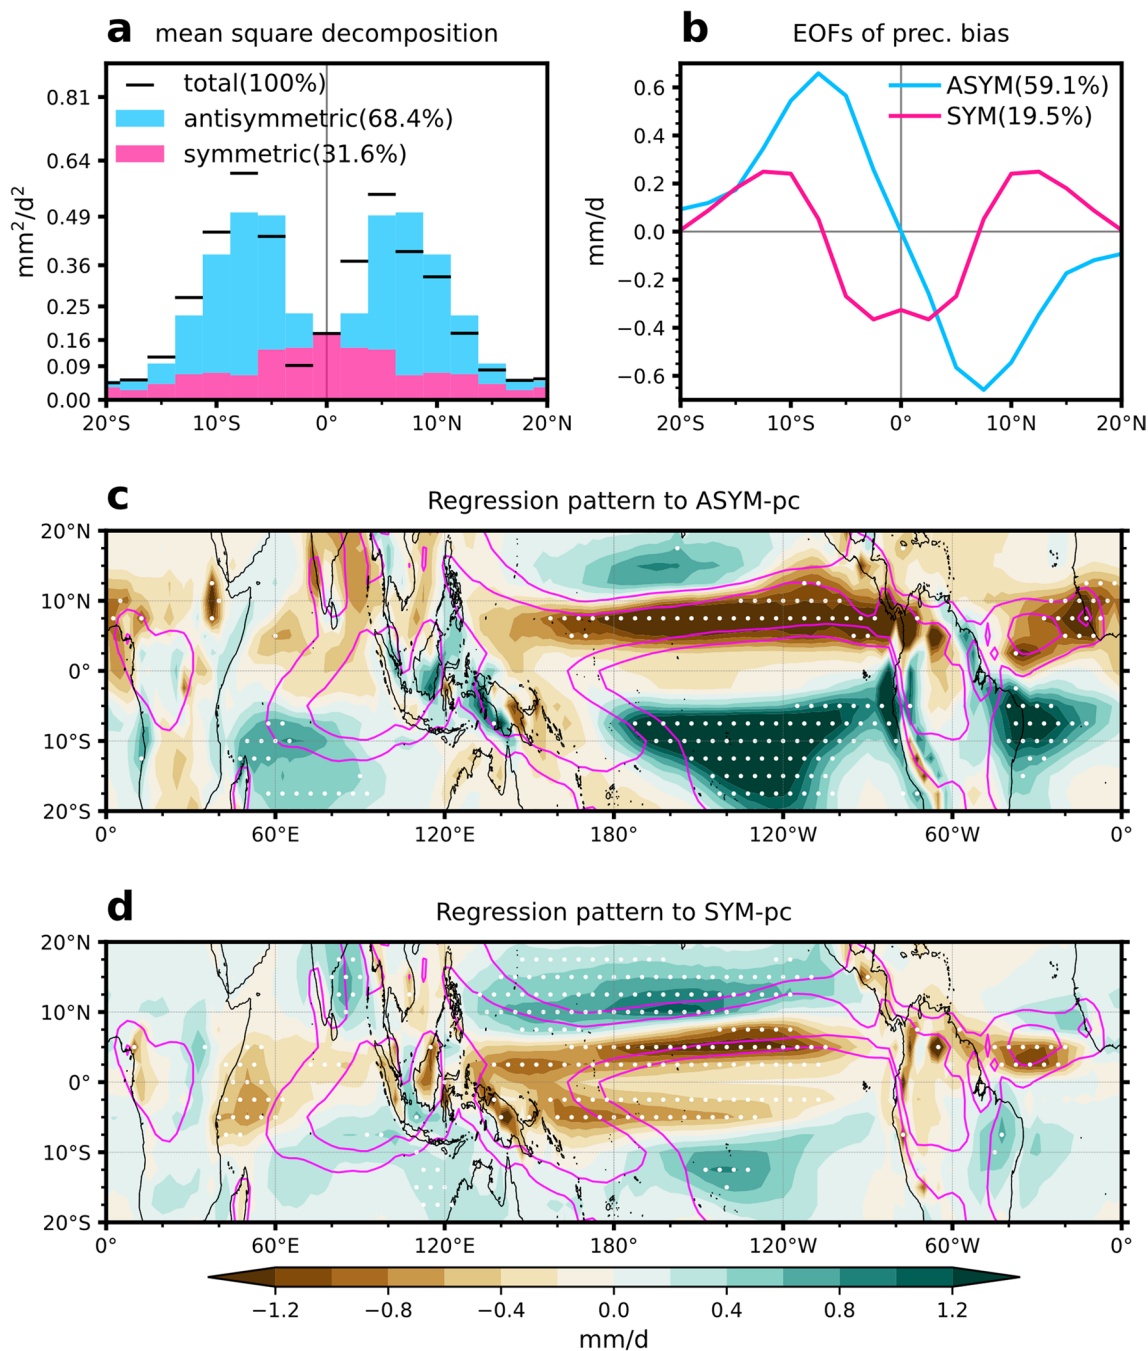 a mean square decomposition
total(100%)
antisymmetric(68.4%)
symmetric(31.6%)
mm²/d²
0.81
0.64
0.49
0.36
0.25
0.16
0.09
0.00
20°S 10°S 0° 10°N 20°N
b EOFs of prec. bias
ASYM(59.1%)
SYM(19.5%)
mm/d
0.6
0.4
0.2
0.0
−0.2
−0.4
−0.6
20°S 10°S 0° 10°N 20°N
c Regression pattern to ASYM-pc
20°N
10°N
0°
10°S
20°S
0° 60°E 120°E 180° 120°W 60°W 0°
d Regression pattern to SYM-pc
20°N
10°N
0°
10°S
20°S
0° 60°E 120°E 180° 120°W 60°W 0°
−1.2 −0.8 −0.4 0.0 0.4 0.8 1.2
mm/d